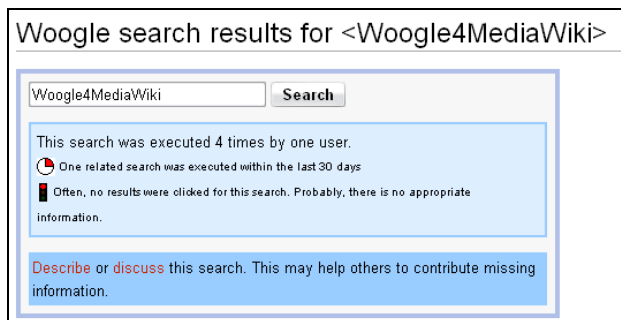 Woogle search results for <Woogle4MediaWiki>
Woogle4MediaWiki Search
This search was executed 4 times by one user.
One related search was executed within the last 30 days
Often, no results were clicked for this search. Probably, there is no appropriate
information.
Describe or discuss this search. This may help others to contribute missing
information.